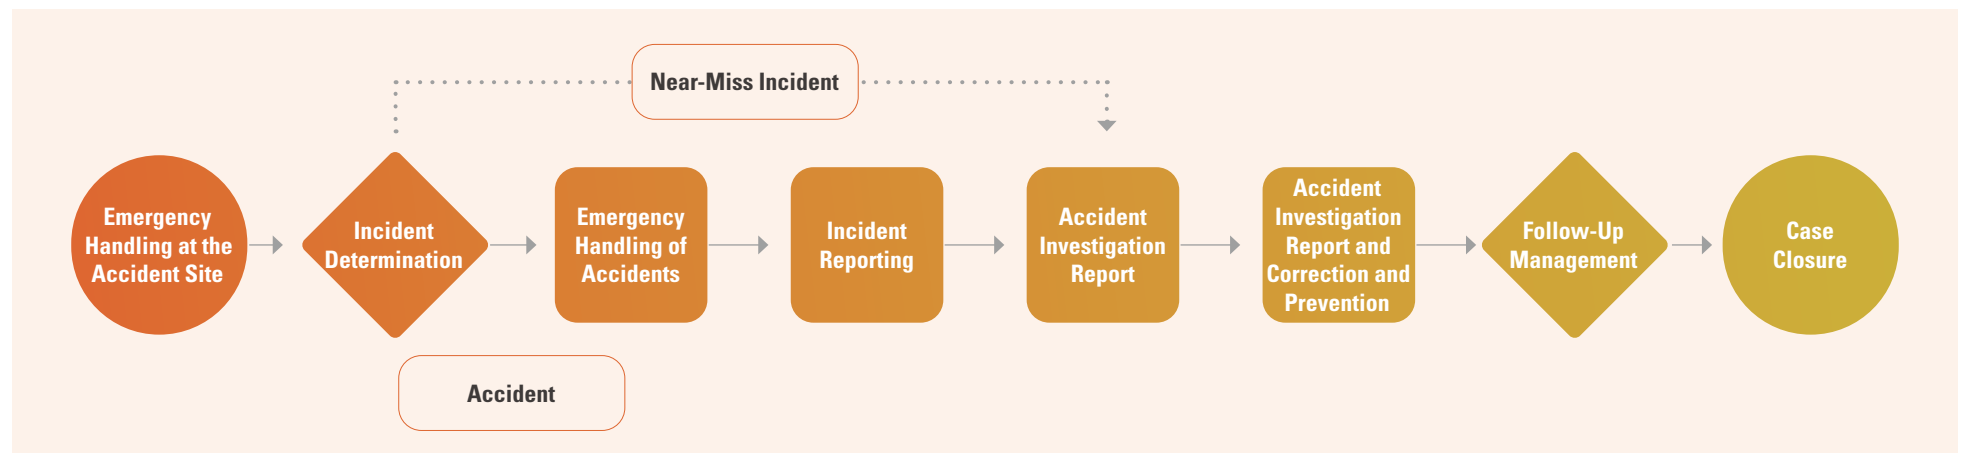 Near-Miss Incident
Emergency
Handling at the
Accident Site
Incident
Determination
Emergency
Handling of
Accidents
Incident
Reporting
Accident
Investigation
Report
Accident
Investigation
Report and
Correction and
Prevention
Follow-Up
Management
Case
Closure
Accident